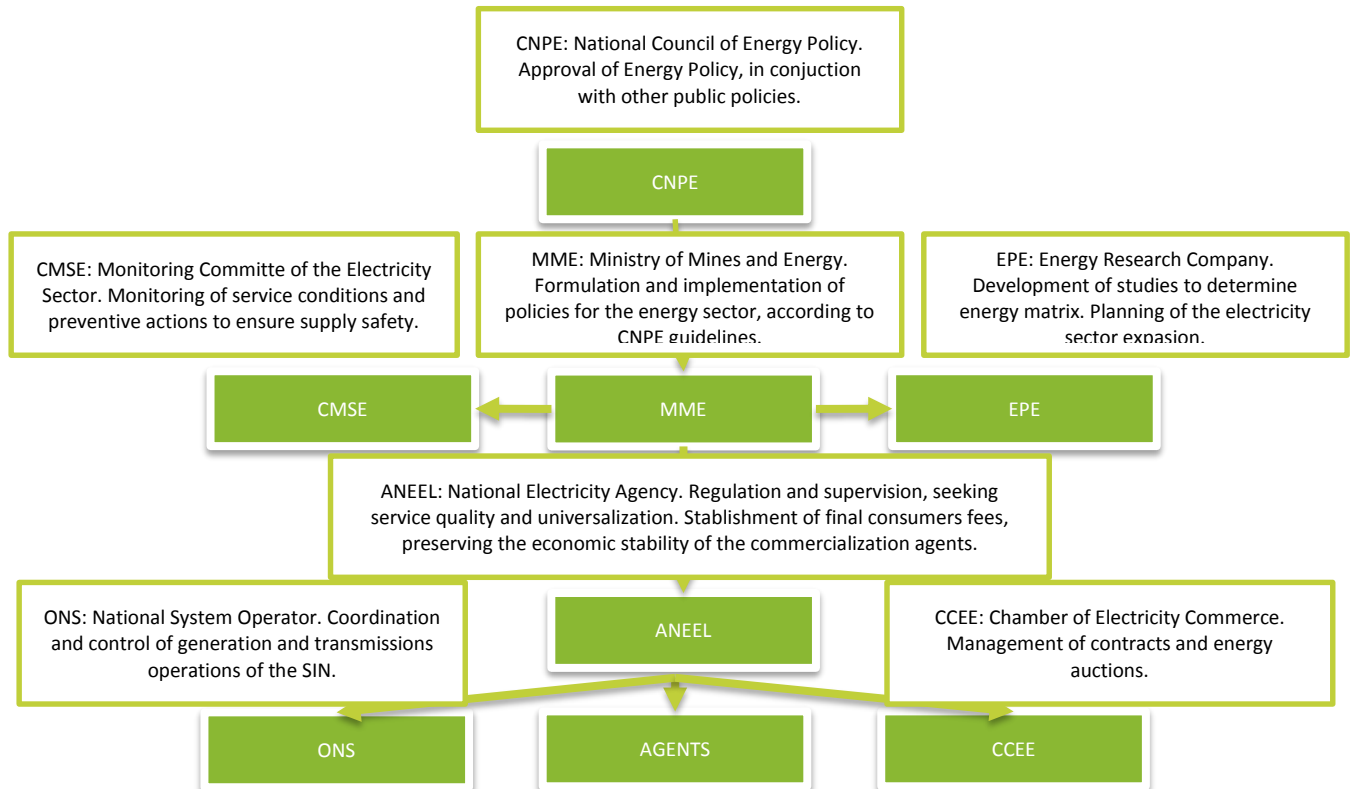 CNPE: National Council of Energy Policy.
Approval of Energy Policy, in conjuction
with other public policies.
CNPE
CMSE: Monitoring Committe of the Electricity
Sector. Monitoring of service conditions and
preventive actions to ensure supply safety.
MME: Ministry of Mines and Energy.
Formulation and implementation of
policies for the energy sector, according to
CNPE guidelines.
EPE: Energy Research Company.
Development of studies to determine
energy matrix. Planning of the electricity
sector expasion.
CMSE
MME
EPE
ANEEL: National Electricity Agency. Regulation and supervision, seeking
service quality and universalization. Stablishment of final consumers fees,
preserving the economic stability of the commercialization agents.
ONS: National System Operator. Coordination
and control of generation and transmissions
operations of the SIN.
ANEEL
CCEE: Chamber of Electricity Commerce.
Management of contracts and energy
auctions.
ONS
AGENTS
CCEE